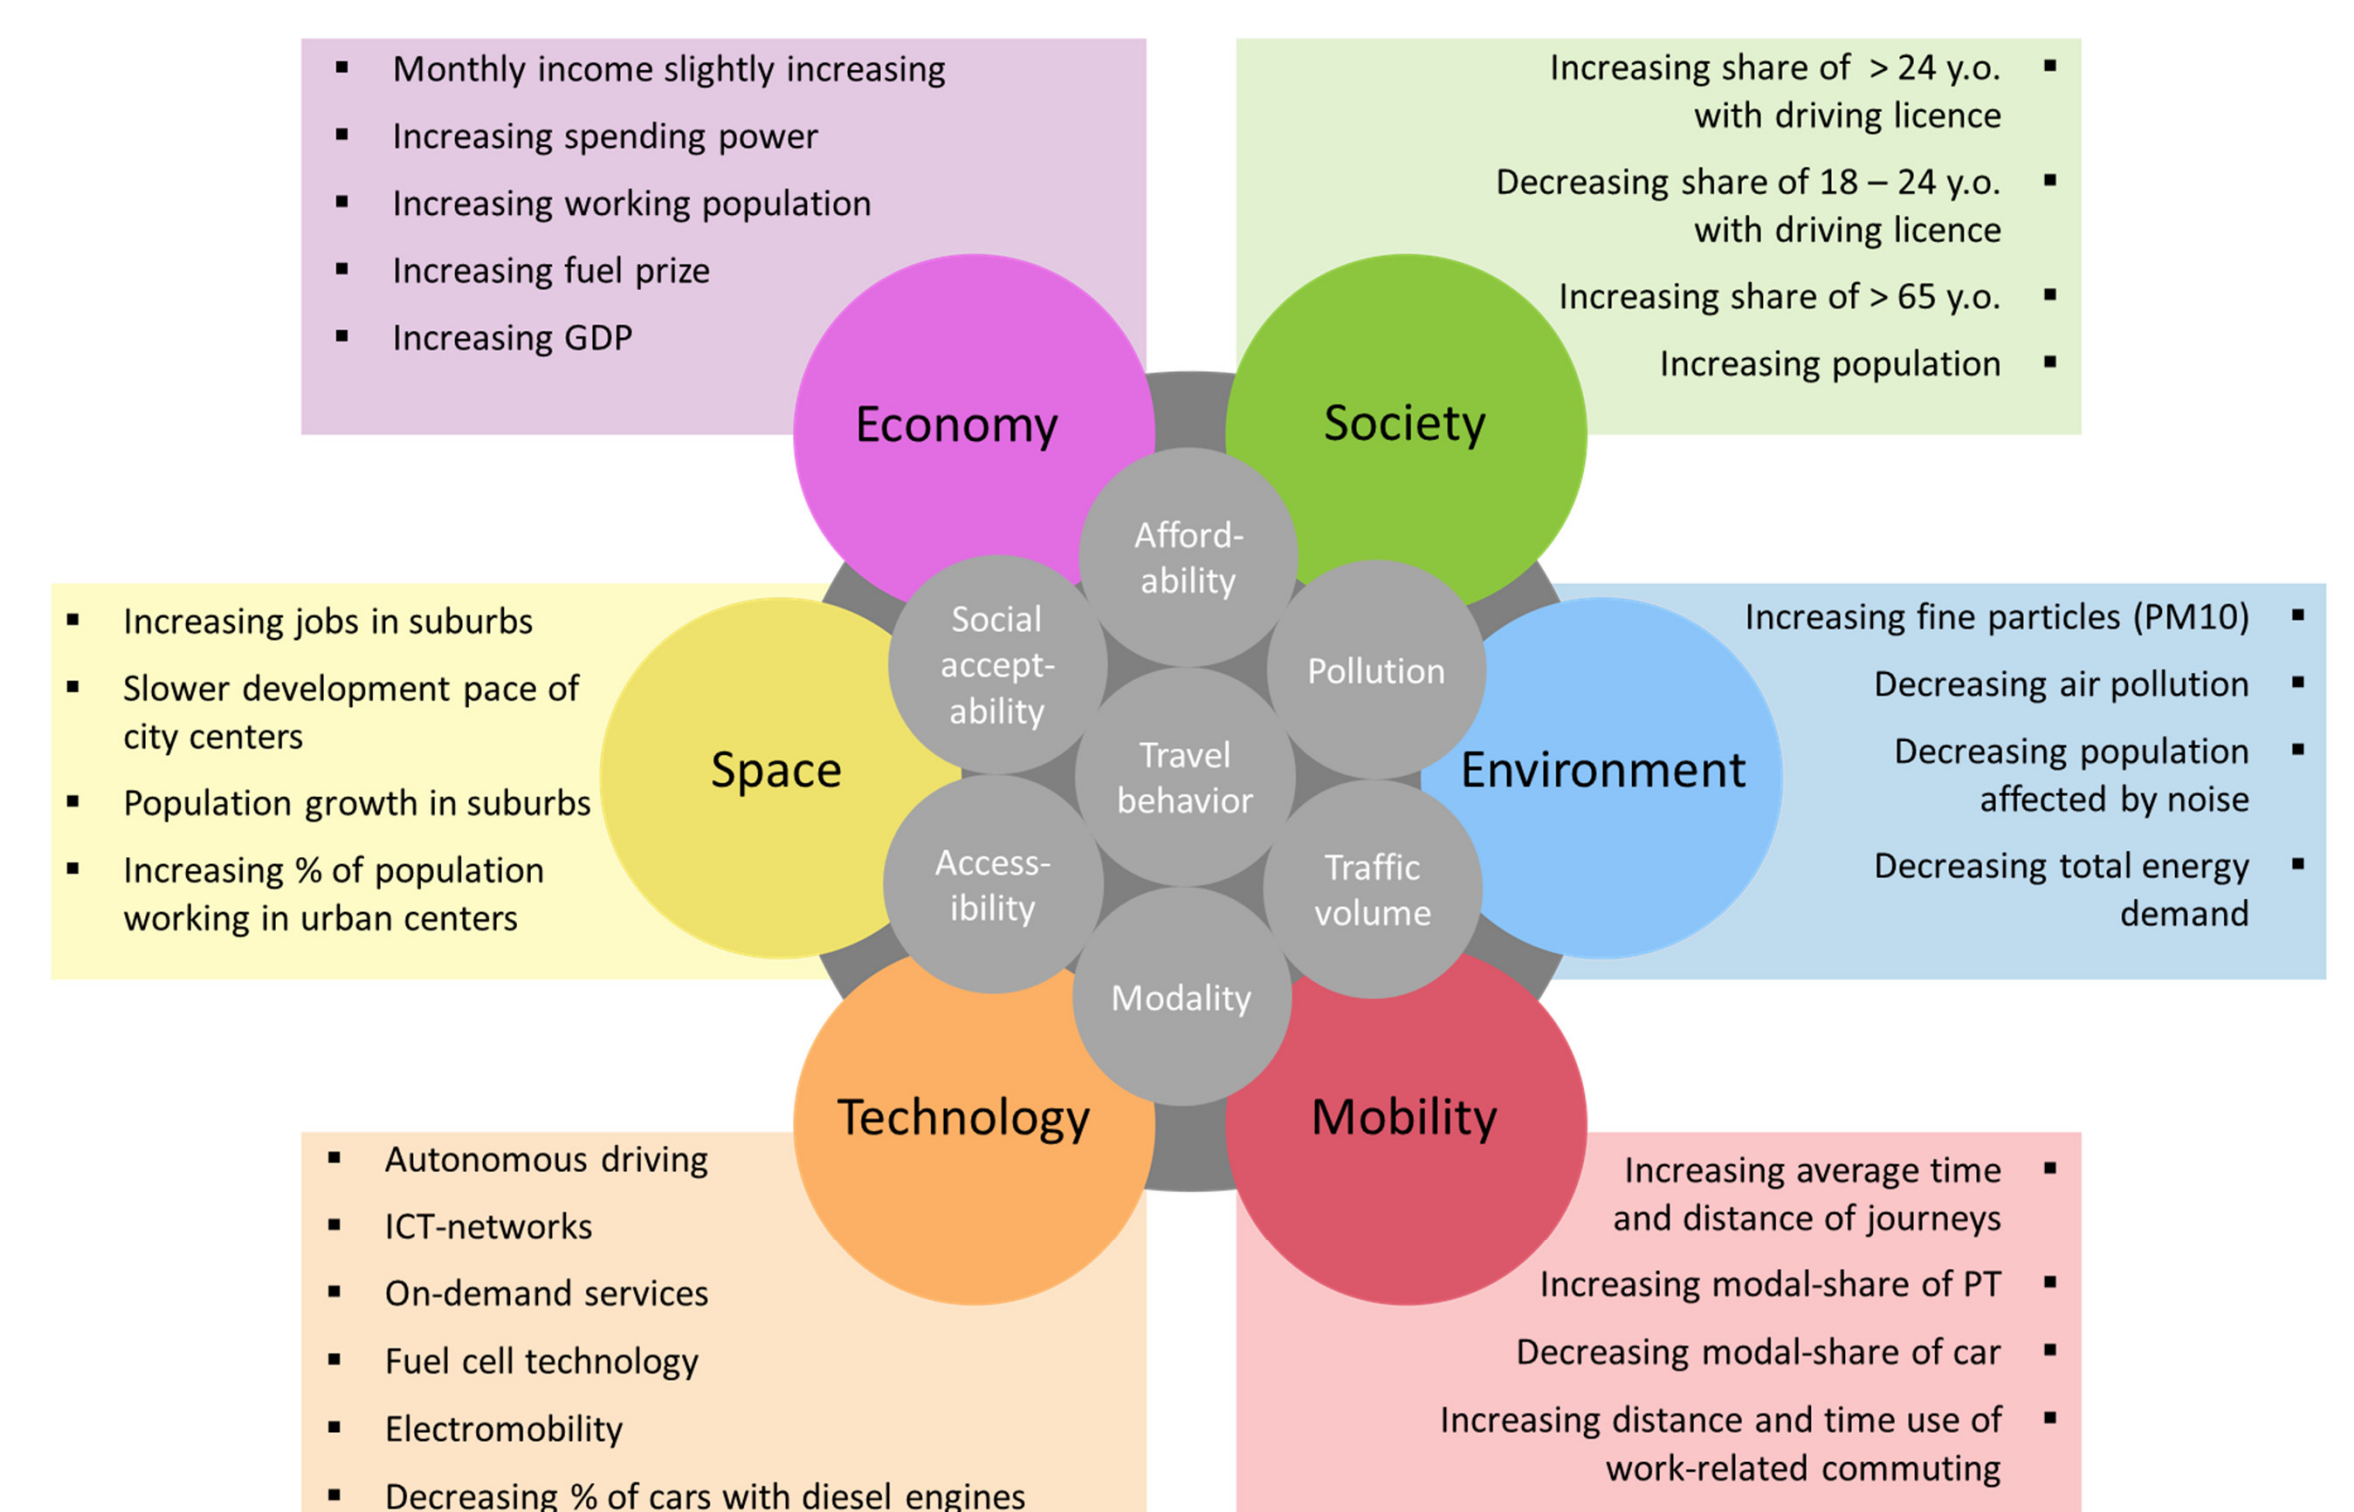 Monthly income slightly increasing
Increasing spending power
Increasing working population
Increasing fuel prize
Increasing GDP
Increasing share of > 24 y.o.
with driving licence
Decreasing share of 18 – 24 y.o.
with driving licence
Increasing share of > 65 y.o.
Increasing population
Economy
Society
Afford-
ability
Social
accept-
ability
Pollution
Travel
behavior
Access-
ibility
Traffic
volume
Modality
Increasing jobs in suburbs
Slower development pace of
city centers
Population growth in suburbs
Increasing % of population
working in urban centers
Space
Environment
Increasing fine particles (PM10)
Decreasing air pollution
Decreasing population
affected by noise
Decreasing total energy
demand
Technology
Mobility
Autonomous driving
ICT-networks
On-demand services
Fuel cell technology
Electromobility
Decreasing % of cars with diesel engines
Increasing average time
and distance of journeys
Increasing modal-share of PT
Decreasing modal-share of car
Increasing distance and time use of
work-related commuting